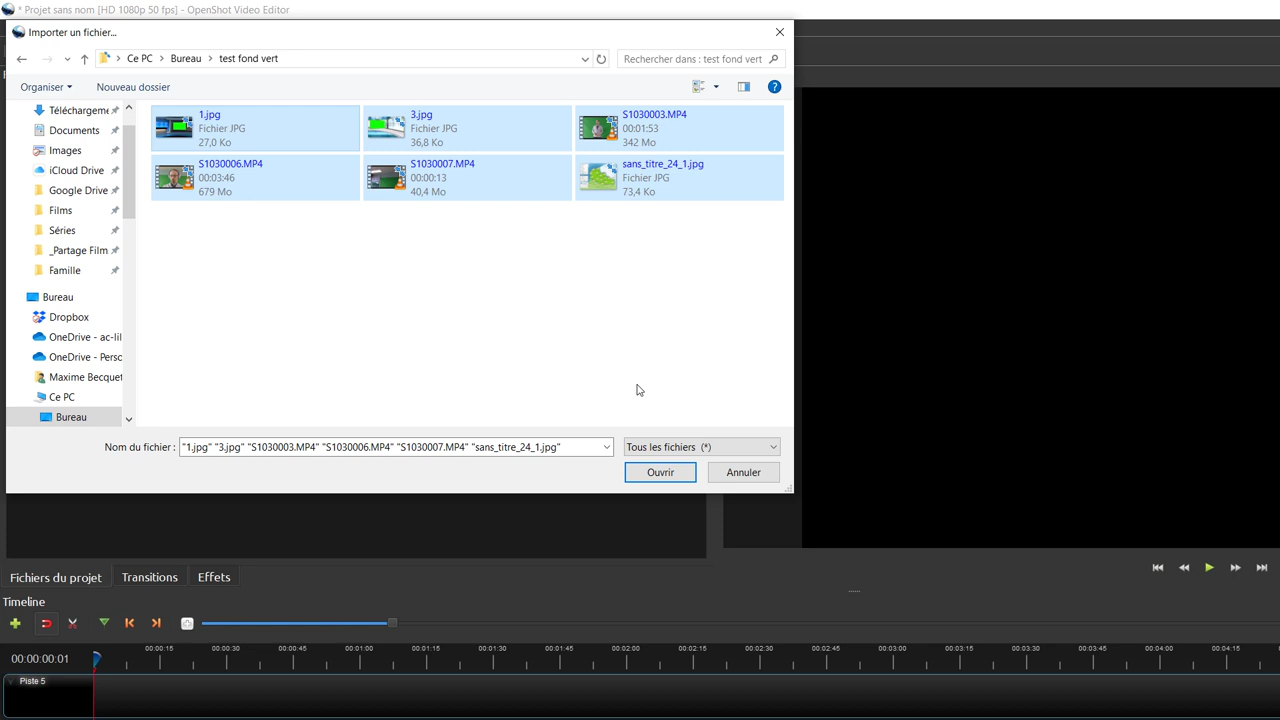 * Projet sans nom [HD 1080p 50 fps] - OpenShot Video Editor
Importer un fichier...
Ce PC > Bureau > test fond vert
Rechercher dans : test fond vert
Organiser
Nouveau dossier
Téléchargeme
Documents
Images
iCloud Drive
Google Drive
Films
Séries
_Partage Film
Famille
Bureau
Dropbox
OneDrive - ac-lil
OneDrive - Perso
Maxime Becquet
Ce PC
Bureau
1.jpg
Fichier JPG
27,0 Ko
3.jpg
Fichier JPG
36,8 Ko
S1030003.MP4
00:01:53
342 Mo
S1030006.MP4
00:03:46
679 Mo
S1030007.MP4
00:00:13
40,4 Mo
sans_titre_24_1.jpg
Fichier JPG
73,4 Ko
Nom du fichier : "1.jpg" "3.jpg" "S1030003.MP4" "S1030006.MP4" "S1030007.MP4" "sans_titre_24_1.jpg"
Tous les fichiers (*)
Ouvrir
Annuler
Fichiers du projet
Transitions
Effets
Timeline
00:00:00:01
00:00:15 00:00:30 00:00:45 00:01:00 00:01:15 00:01:30 00:01:45 00:02:00 00:02:15 00:02:30 00:02:45 00:03:00 00:03:15 00:03:30 00:03:45 00:04:00 00:04:15
Piste 5